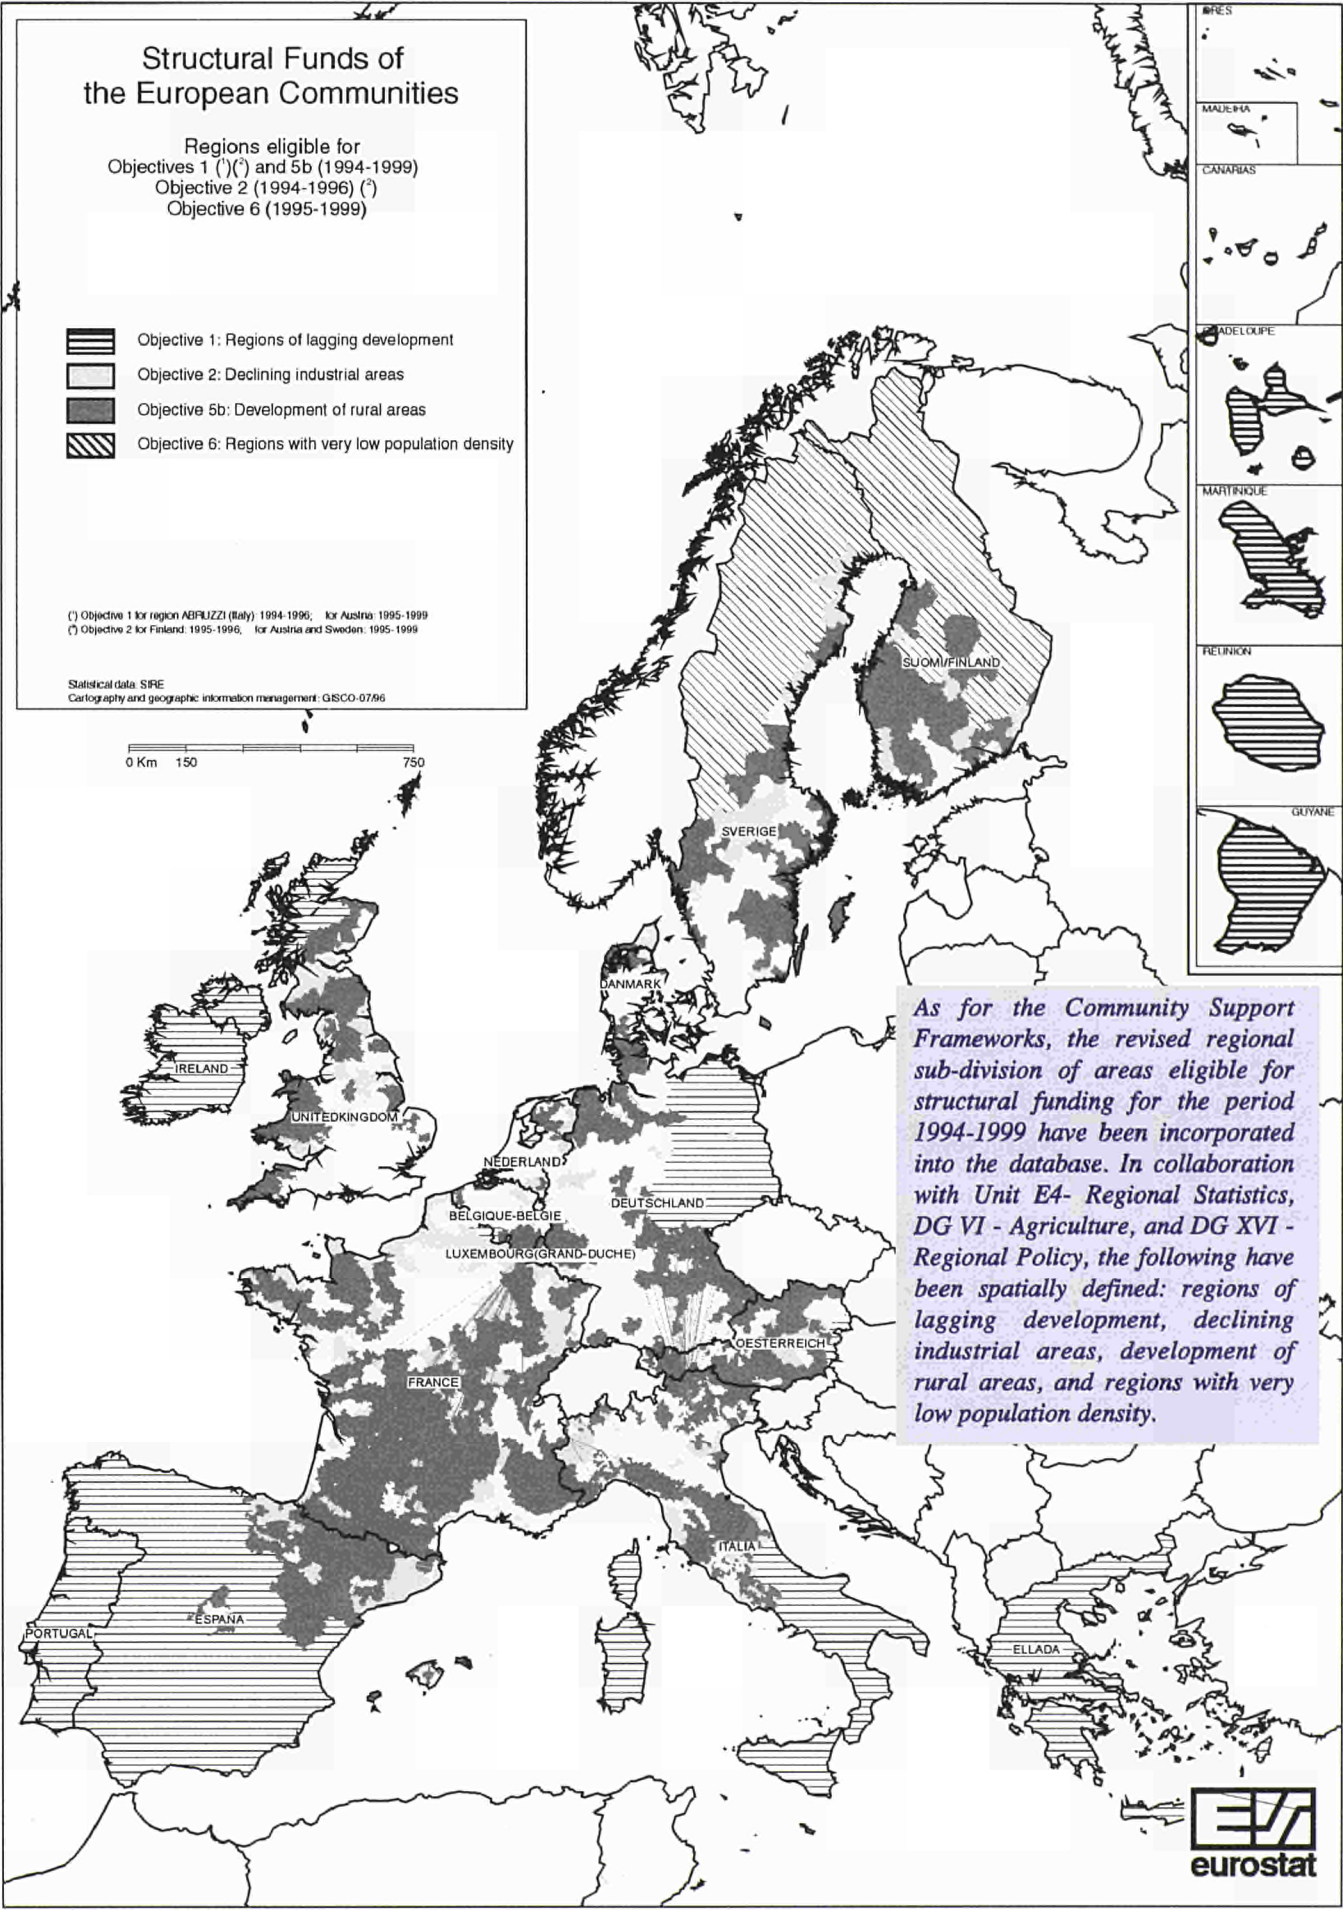 Structural Funds of
the European Communities
Regions eligible for
Objectives 1 (¹)(²) and 5b (1994-1999)
Objective 2 (1994-1996) (²)
Objective 6 (1995-1999)
Objective 1: Regions of lagging development
Objective 2: Declining industrial areas
Objective 5b: Development of rural areas
Objective 6: Regions with very low population density
(¹) Objective 1 for region ABRUZZI (Italy): 1994-1996; for Austria: 1995-1999
(²) Objective 2 for Finland: 1995-1996; for Austria and Sweden: 1995-1999
Statistical data: SIRE
Cartography and geographic information management: GISCO-07/96
0 Km 150 750
MADEIRA
CANARIAS
GUADELOUPE
MARTINIQUE
REUNION
GUYANE
SUOMI/FINLAND
SVERIGE
DANMARK
IRELAND
UNITEDKINGDOM
NEDERLAND
DEUTSCHLAND
BELGIQUE-BELGIE
LUXEMBOURG(GRAND-DUCHE)
OESTERREICH
FRANCE
ITALIA
ESPANA
PORTUGAL
ELLADA
As for the Community Support
Frameworks, the revised regional
sub-division of areas eligible for
structural funding for the period
1994-1999 have been incorporated
into the database. In collaboration
with Unit E4- Regional Statistics,
DG VI - Agriculture, and DG XVI -
Regional Policy, the following have
been spatially defined: regions of
lagging development, declining
industrial areas, development of
rural areas, and regions with very
low population density.
eurostat